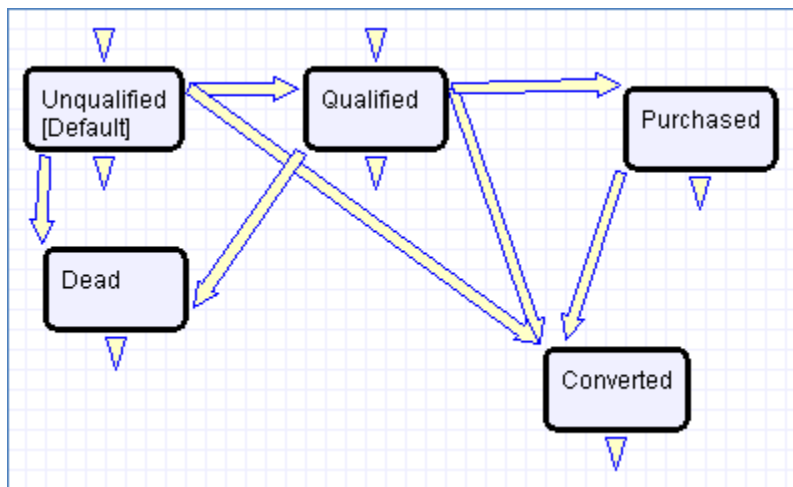 Unqualified
[Default]
Qualified
Purchased
Dead
Converted